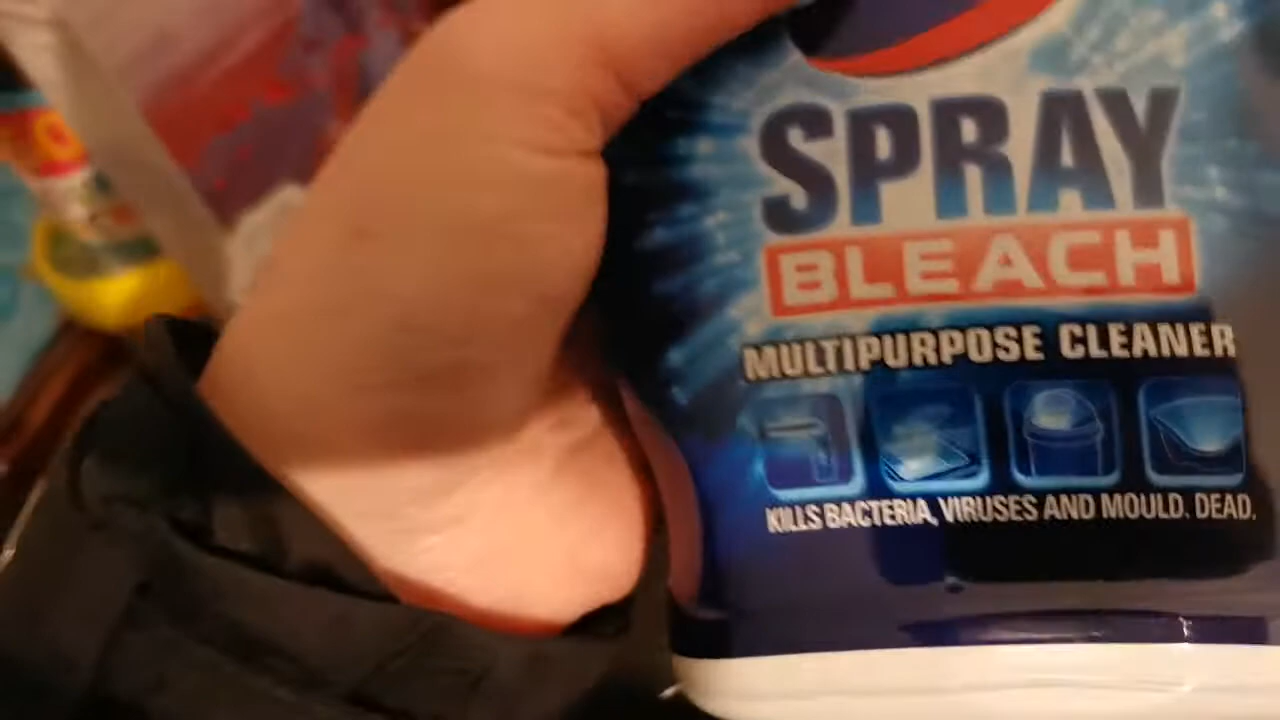 SPRAY
BLEACH
MULTIPURPOSE CLEANER
KILLS BACTERIA, VIRUSES AND MOULD. DEAD.